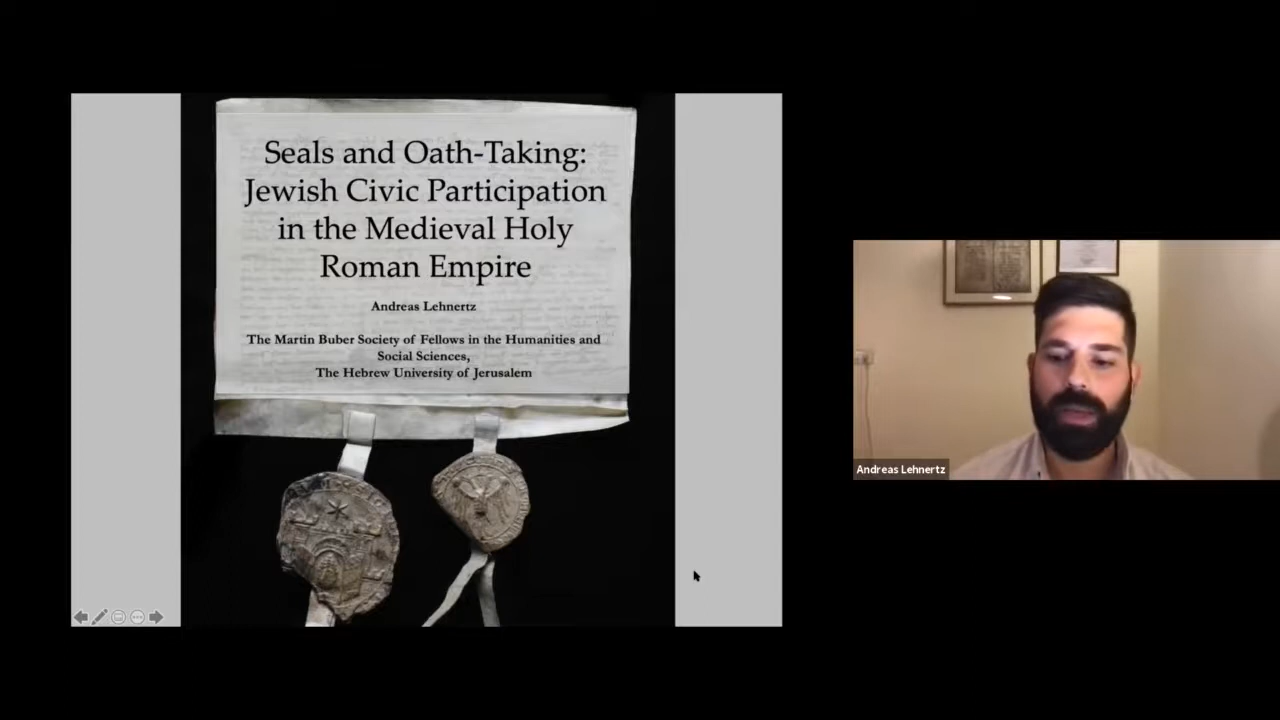 Seals and Oath-Taking:
Jewish Civic Participation
in the Medieval Holy
Roman Empire
Andreas Lehnertz
The Martin Buber Society of Fellows in the Humanities and
Social Sciences,
The Hebrew University of Jerusalem
Andreas Lehnertz